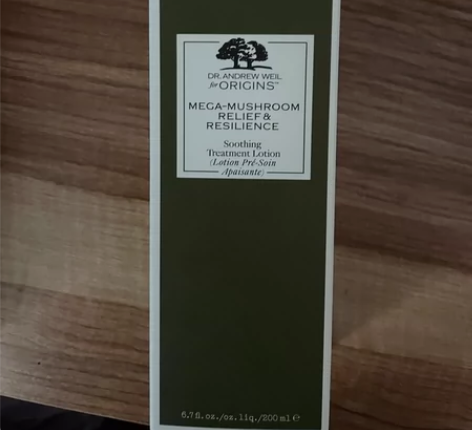 DR. ANDREW WEIL
for ORIGINS™
MEGA-MUSHROOM
RELIEF &
RESILIENCE
Soothing
Treatment Lotion
(Lotion Pré-Soin
Apaisante)
6.7 fl. oz./oz. liq./200 ml ℮